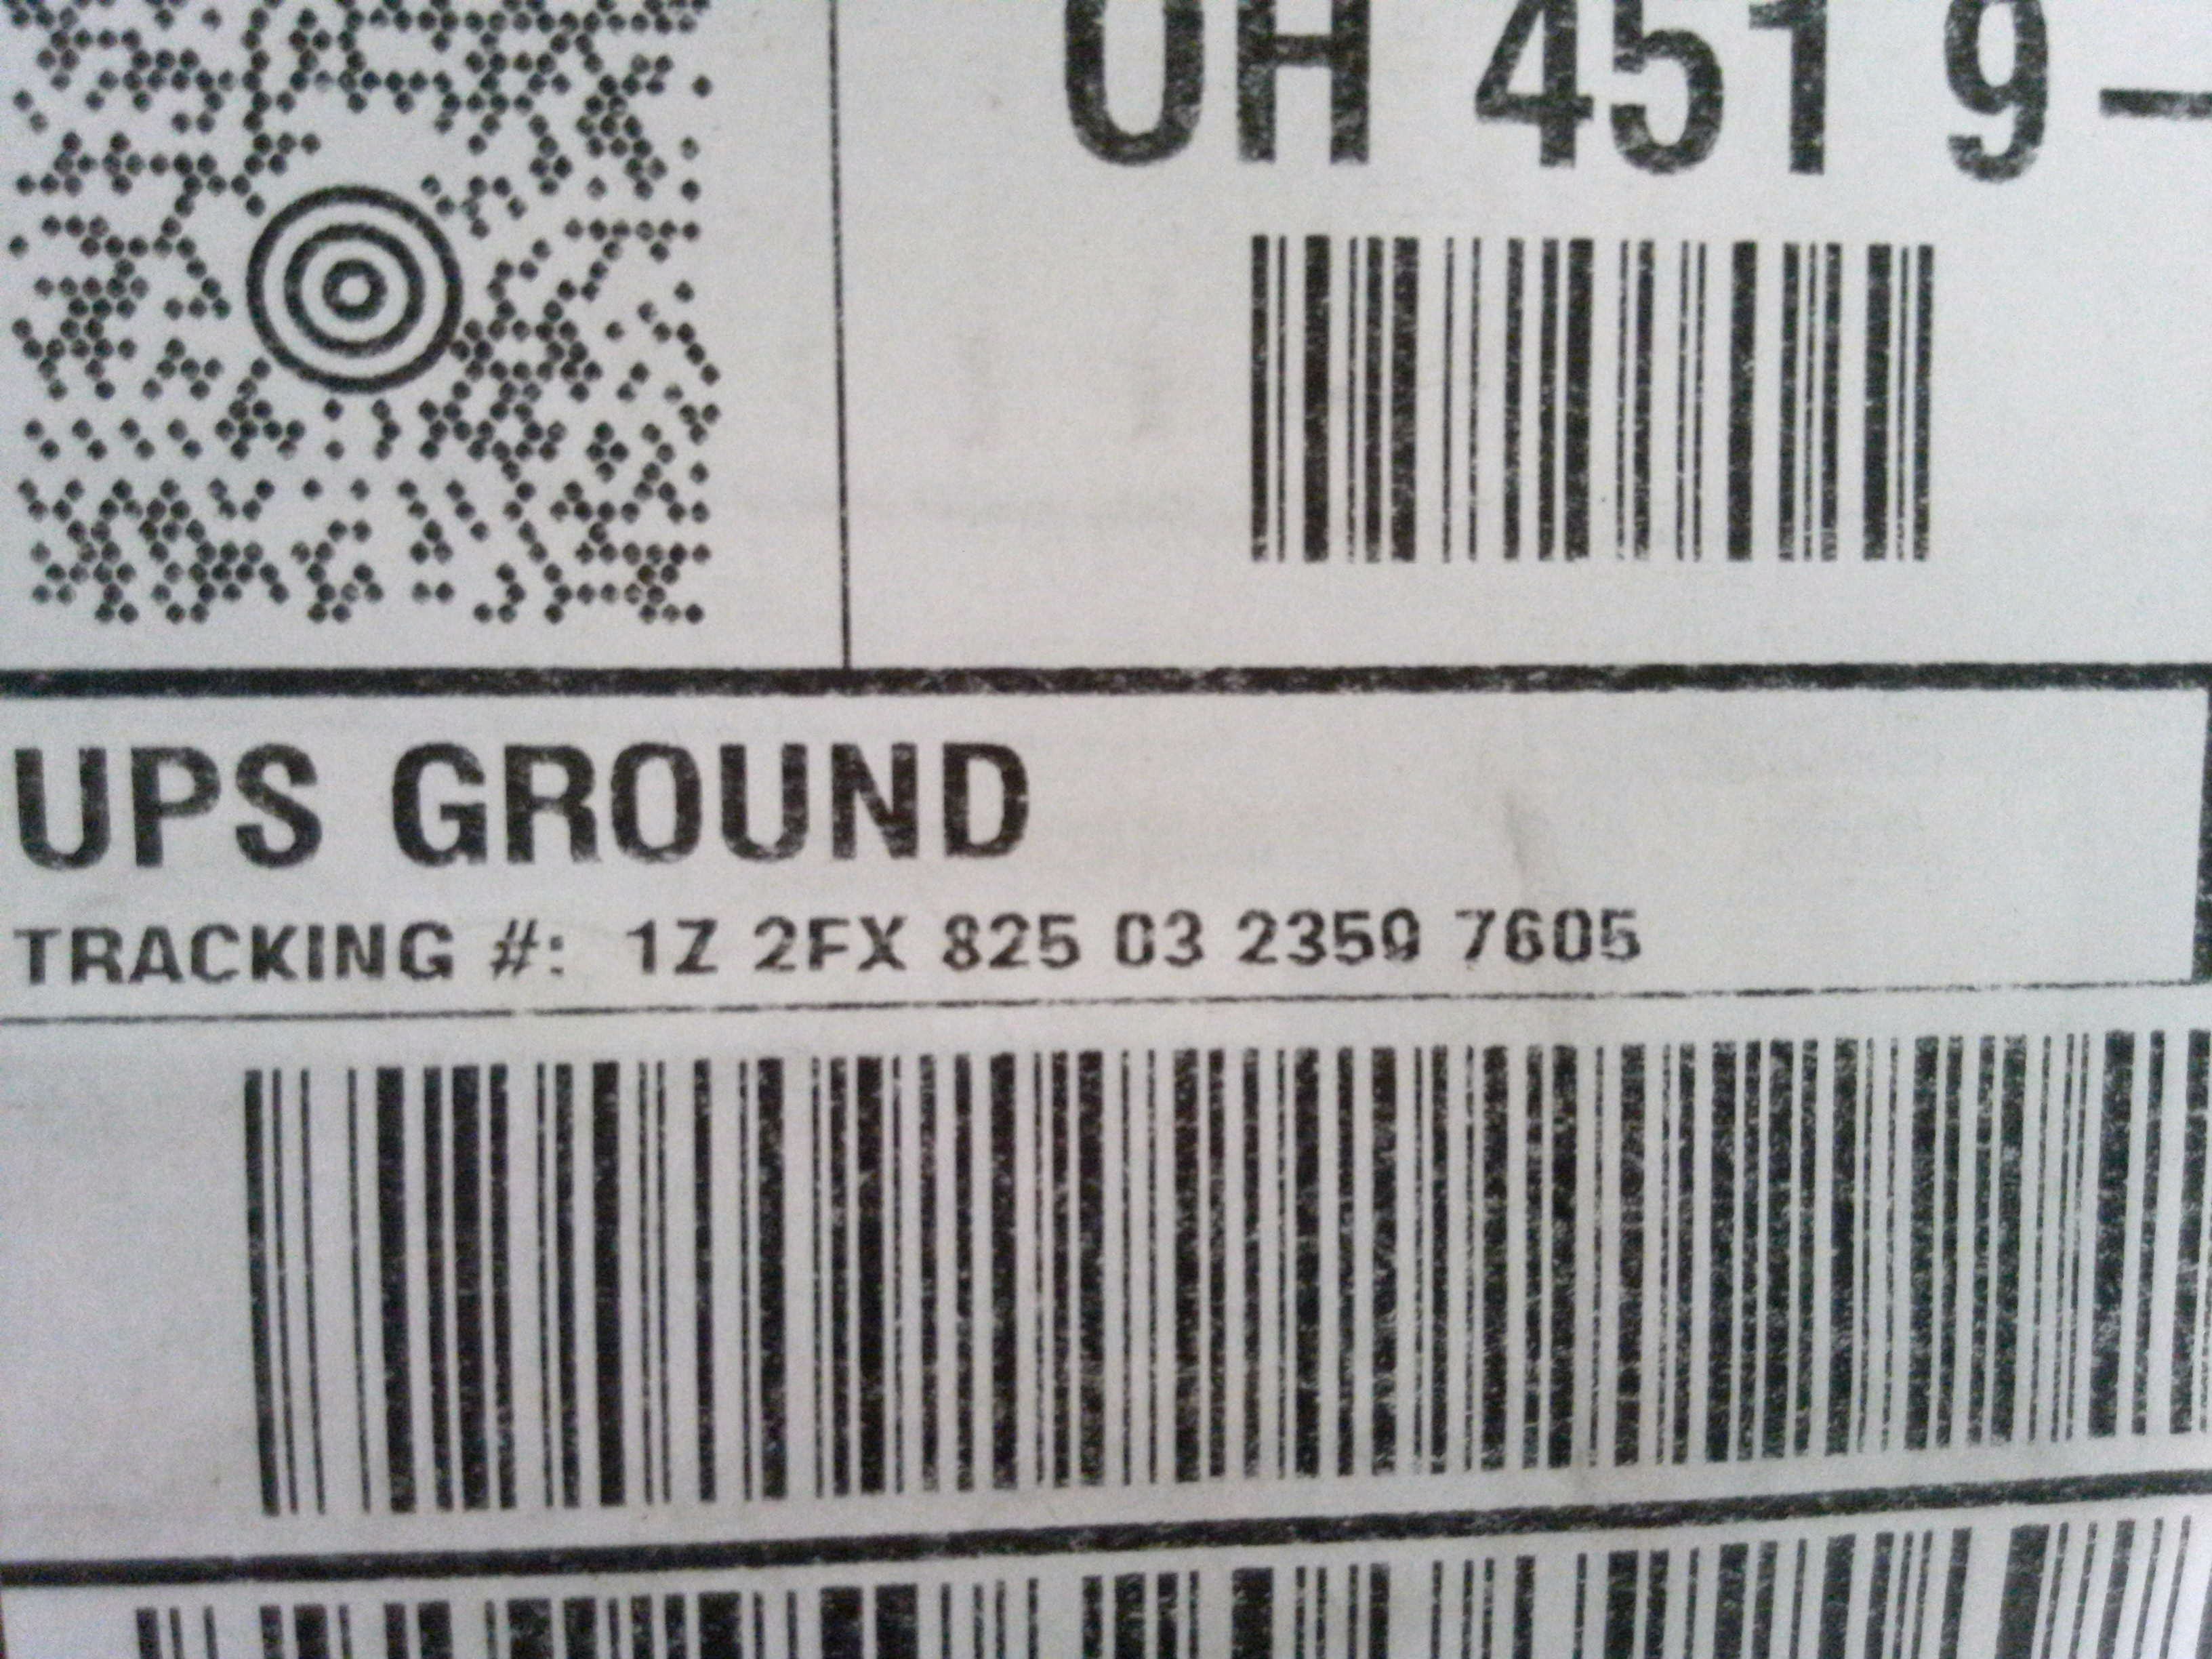 OH 451 9-
UPS GROUND
TRACKING #: 1Z 2FX 825 03 2359 7605